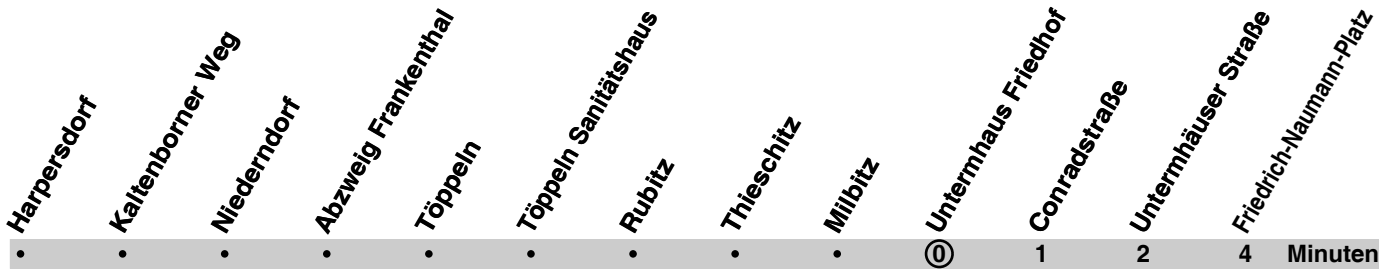 Harpersdorf
Kaltenborner Weg
Niederndorf
Abzweig Frankenthal
Töppeln
Töppeln Sanitätshaus
Rubitz
Thieschitz
Milbitz
Untermhaus Friedhof
Conradstraße
Untermhäuser Straße
Friedrich-Naumann-Platz
• • • • • • • • • 0 1 2 4 Minuten